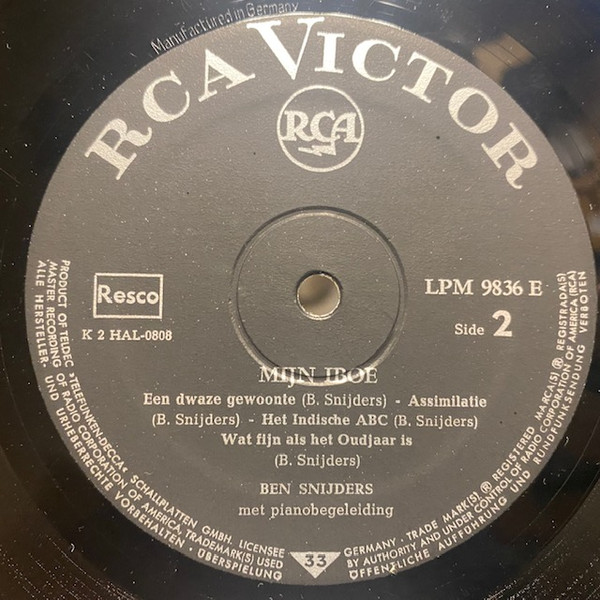 Manufactured in Germany
RCA VICTOR
RCA
Resco
K 2 HAL-0808
LPM 9836 E
Side 2
MIJN IBOE
Een dwaze gewoonte (B. Snijders) - Assimilatie
(B. Snijders) - Het Indische ABC (B. Snijders)
Wat fijn als het Oudjaar is
(B. Snijders)
BEN SNIJDERS
met pianobegeleiding
PRODUCT OF TELDEC »TELEFUNKEN-DECCA« SCHALLPLATTEN GMBH. LICENSEE
MASTER RECORDING OF RADIO CORPORATION OF AMERICA, TRADEMARK(S) USED
ALLE HERSTELLER- UND URHEBERRECHTE VORBEHALTEN · ÜBERSPIELUNG
33
GERMANY · TRADE MARK(S) ® REGISTERED MARCA(S) ® REGISTRADA(S)
BY AUTHORITY AND UNDER CONTROL OF RADIO CORPORATION OF AMERICA (RCA)
ÖFFENTLICHE AUFFÜHRUNG UND RUNDFUNKSENDUNG VERBOTEN